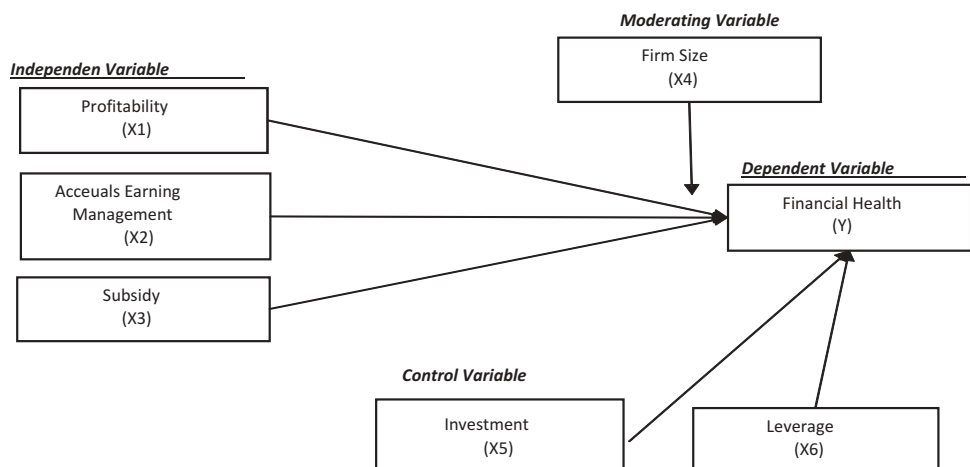 Moderating Variable
Firm Size
(X4)
Independen Variable
Profitability
(X1)
Acceuals Earning
Management
(X2)
Subsidy
(X3)
Dependent Variable
Financial Health
(Y)
Control Variable
Investment
(X5)
Leverage
(X6)